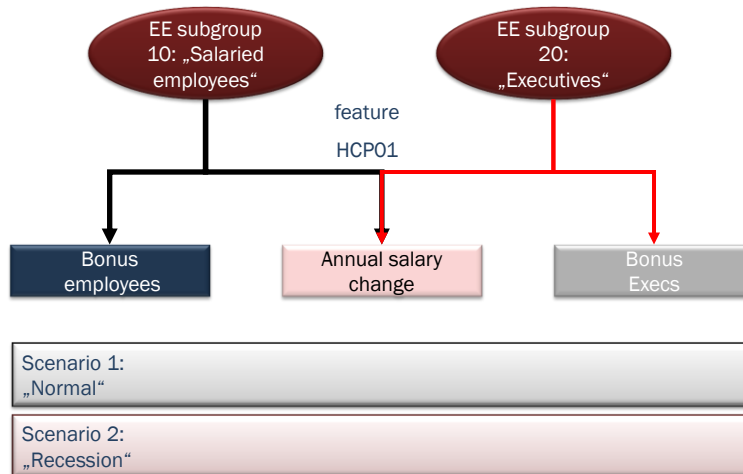 EE subgroup
10: „Salaried
employees“
EE subgroup
20:
„Executives“
feature
HCP01
Bonus
employees
Annual salary
change
Bonus
Execs
Scenario 1:
„Normal“
Scenario 2:
„Recession“